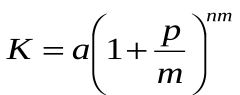 K = a(1 + p/m)^{nm}